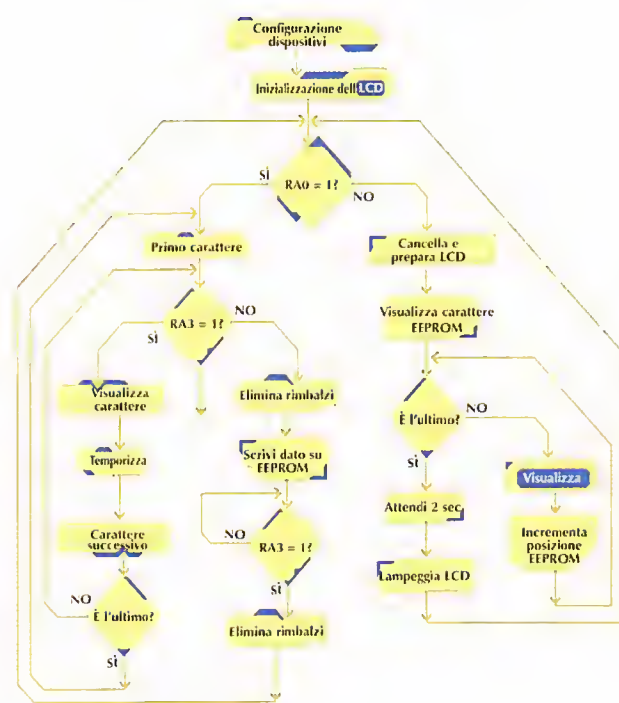 Configurazione
dispositivi
Inizializzazione dell LCD
RA0 = 1?
SÌ
NO
Primo carattere
Cancella e
prepara LCD
RA3 = 1?
SÌ
NO
Visualizza carattere
EEPROM
Visualizza
carattere
Elimina rimbalzi
È l'ultimo?
NO
SÌ
Temporizza
Scrivi dato su
EEPROM
Visualizza
Attendi 2 sec
Carattere
successivo
NO
RA3 = 1?
SÌ
Incrementa
posizione
EEPROM
Lampeggia LCD
NO
È l'ultimo?
SÌ
Elimina rimbalzi